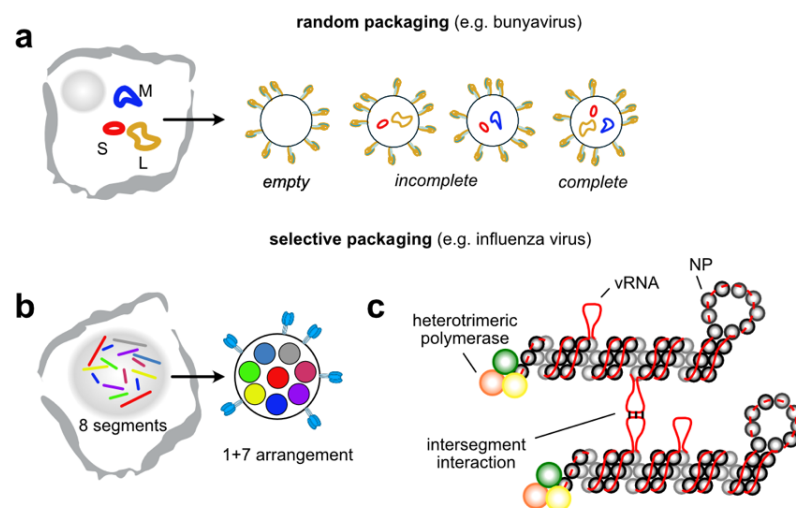 random packaging (e.g. bunyavirus)
a
M
S
L
empty
incomplete
complete
selective packaging (e.g. influenza virus)
b
8 segments
1+7 arrangement
c
vRNA
NP
heterotrimeric
polymerase
intersegment
interaction